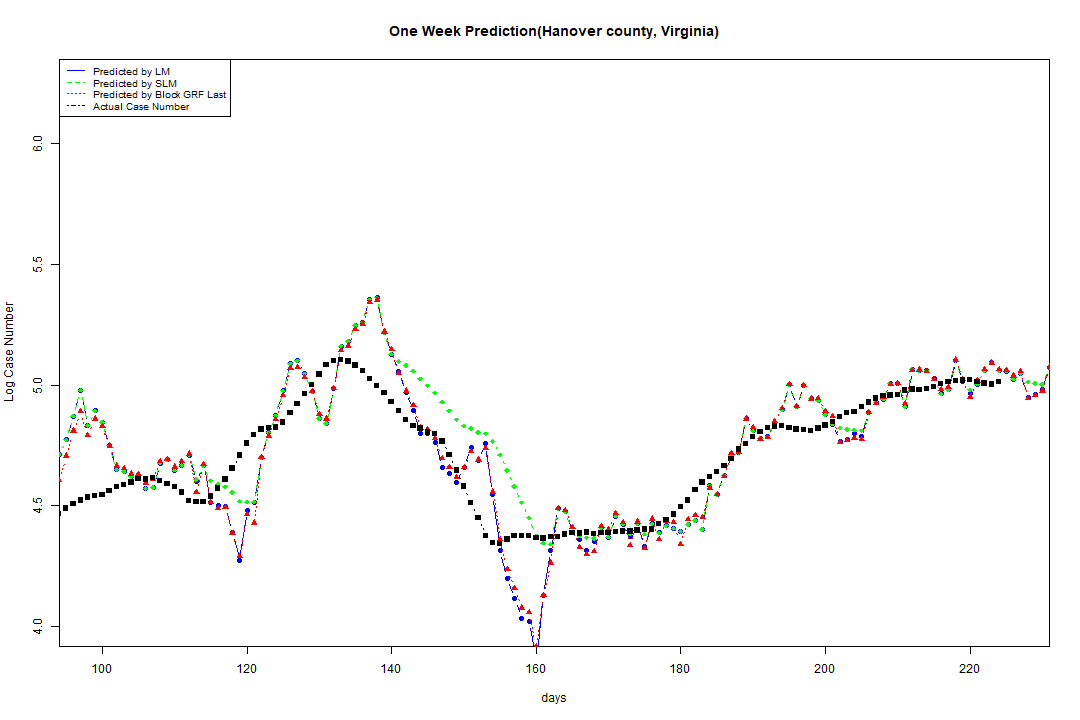 One Week Prediction(Hanover county, Virginia)
Predicted by LM
Predicted by SLM
Predicted by Block GRF Last
Actual Case Number
Log Case Number
6.0
5.5
5.0
4.5
4.0
100 120 140 160 180 200 220
days